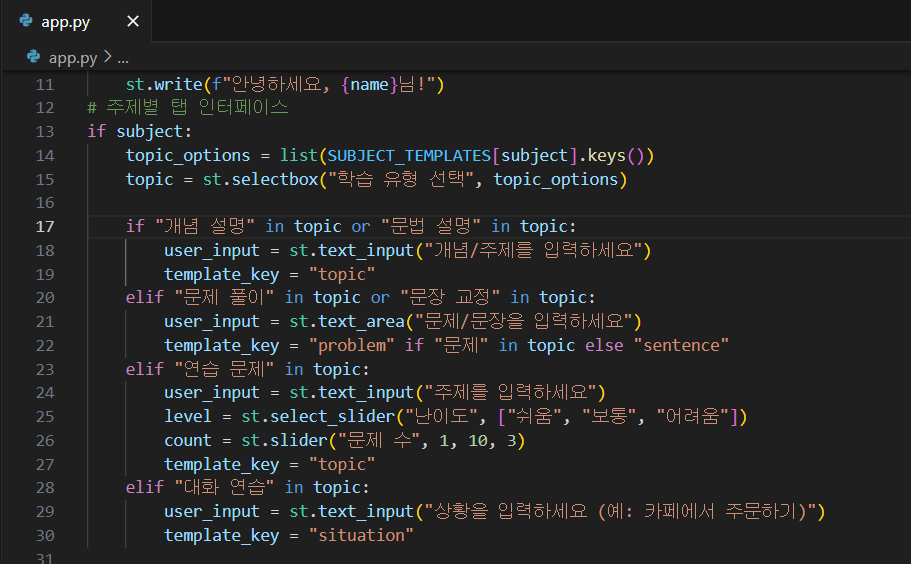 app.py ×
app.py > ...
11 st.write(f"안녕하세요, {name}님!")
12 # 주제별 탭 인터페이스
13 if subject:
14 topic_options = list(SUBJECT_TEMPLATES[subject].keys())
15 topic = st.selectbox("학습 유형 선택", topic_options)
16
17 if "개념 설명" in topic or "문법 설명" in topic:
18 user_input = st.text_input("개념/주제를 입력하세요")
19 template_key = "topic"
20 elif "문제 풀이" in topic or "문장 교정" in topic:
21 user_input = st.text_area("문제/문장을 입력하세요")
22 template_key = "problem" if "문제" in topic else "sentence"
23 elif "연습 문제" in topic:
24 user_input = st.text_input("주제를 입력하세요")
25 level = st.select_slider("난이도", ["쉬움", "보통", "어려움"])
26 count = st.slider("문제 수", 1, 10, 3)
27 template_key = "topic"
28 elif "대화 연습" in topic:
29 user_input = st.text_input("상황을 입력하세요 (예: 카페에서 주문하기)")
30 template_key = "situation"
31